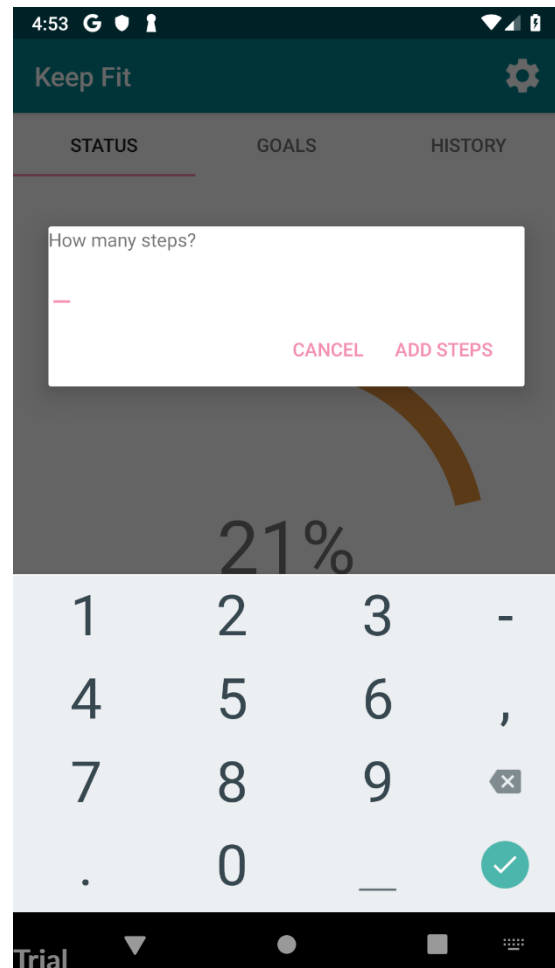 4:53 G
Keep Fit
STATUS GOALS HISTORY
How many steps?
CANCEL ADD STEPS
21%
1 2 3 -
4 5 6 ,
7 8 9
. 0 _
Trial